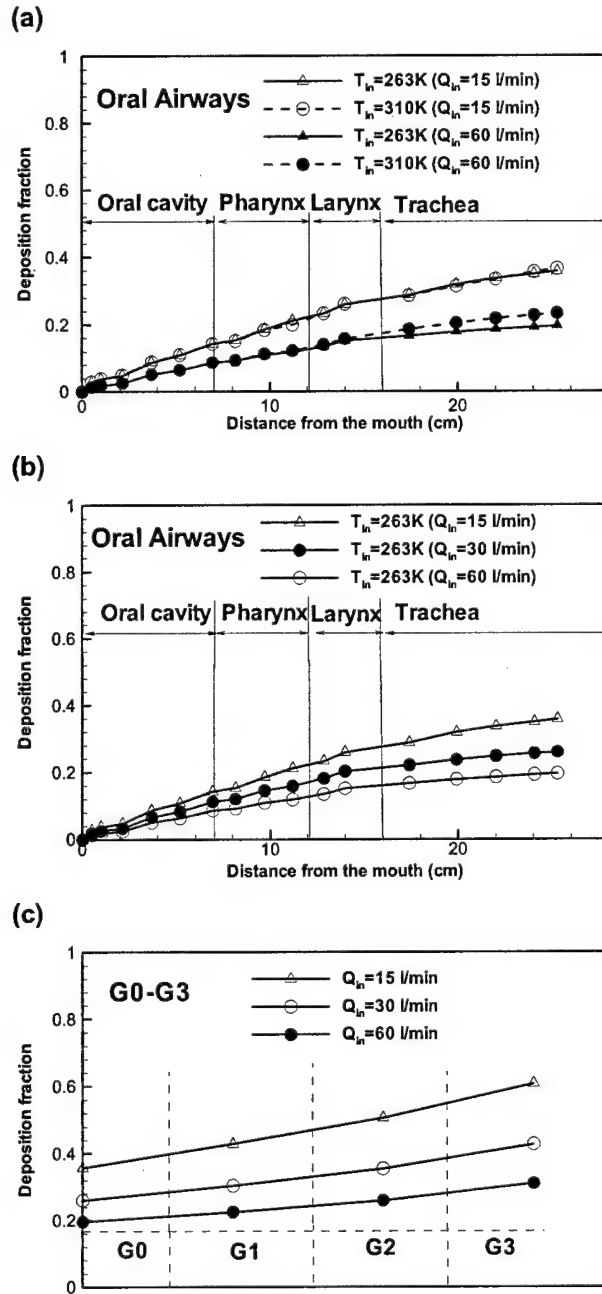 (a)
1
0.8
0.6
0.4
0.2
0
Deposition fraction
Oral Airways
T_in=263K (Q_in=15 l/min)
T_in=310K (Q_in=15 l/min)
T_in=263K (Q_in=60 l/min)
T_in=310K (Q_in=60 l/min)
Oral cavity Pharynx Larynx Trachea
0 10 20
Distance from the mouth (cm)
(b)
1
0.8
0.6
0.4
0.2
0
Deposition fraction
Oral Airways
T_in=263K (Q_in=15 l/min)
T_in=263K (Q_in=30 l/min)
T_in=263K (Q_in=60 l/min)
Oral cavity Pharynx Larynx Trachea
0 10 20
Distance from the mouth (cm)
(c)
1
0.8
0.6
0.4
0.2
0
Deposition fraction
G0-G3
Q_in=15 l/min
Q_in=30 l/min
Q_in=60 l/min
G0 G1 G2 G3